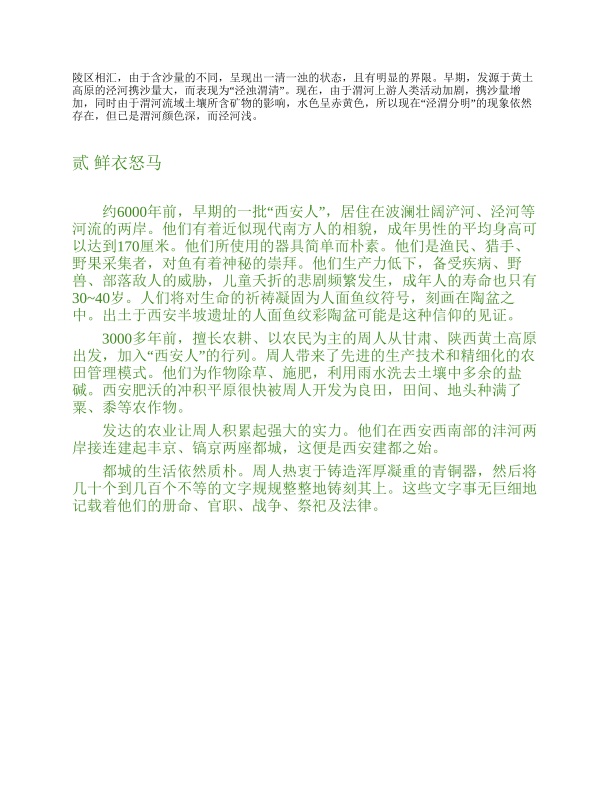 陵区相汇，由于含沙量的不同，呈现出一清一浊的状态，且有明显的界限。早期，发源于黄土
高原的泾河携沙量大，而表现为“泾浊渭清”。现在，由于渭河上游人类活动加剧，携沙量增
加，同时由于渭河流域土壤所含矿物的影响，水色呈赤黄色，所以现在“泾渭分明”的现象依然
存在，但已是渭河颜色深，而泾河浅。
贰 鲜衣怒马
约6000年前，早期的一批“西安人”，居住在波澜壮阔浐河、泾河等
河流的两岸。他们有着近似现代南方人的相貌，成年男性的平均身高可
以达到170厘米。他们所使用的器具简单而朴素。他们是渔民、猎手、
野果采集者，对鱼有着神秘的崇拜。他们生产力低下，备受疾病、野
兽、部落敌人的威胁，儿童夭折的悲剧频繁发生，成年人的寿命也只有
30~40岁。人们将对生命的祈祷凝固为人面鱼纹符号，刻画在陶盆之
中。出土于西安半坡遗址的人面鱼纹彩陶盆可能是这种信仰的见证。
3000多年前，擅长农耕、以农民为主的周人从甘肃、陕西黄土高原
出发，加入“西安人”的行列。周人带来了先进的生产技术和精细化的农
田管理模式。他们为作物除草、施肥，利用雨水洗去土壤中多余的盐
碱。西安肥沃的冲积平原很快被周人开发为良田，田间、地头种满了
粟、黍等农作物。
发达的农业让周人积累起强大的实力。他们在西安西南部的沣河两
岸接连建起丰京、镐京两座都城，这便是西安建都之始。
都城的生活依然质朴。周人热衷于铸造浑厚凝重的青铜器，然后将
几十个到几百个不等的文字规规整整地铸刻其上。这些文字事无巨细地
记载着他们的册命、官职、战争、祭祀及法律。